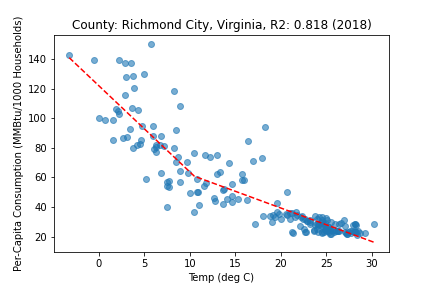 County: Richmond City, Virginia, R2: 0.818 (2018)
Per-Capita Consumption (MMBtu/1000 Households)
140
120
100
80
60
40
20
0 5 10 15 20 25 30
Temp (deg C)